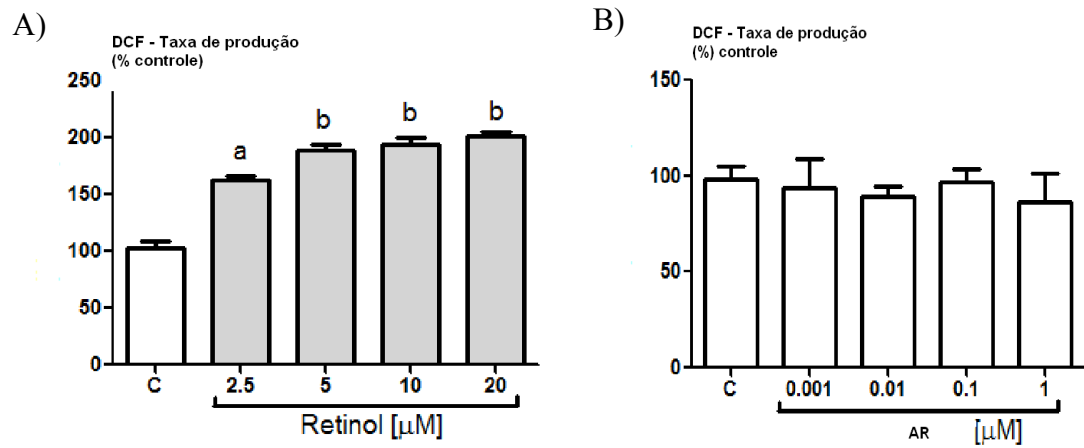 A)
DCF - Taxa de produção
(% controle)
250
200
150
100
50
0
a
b
b
b
C 2.5 5 10 20
Retinol [µM]
B)
DCF - Taxa de produção
(%) controle
150
100
50
0
C 0.001 0.01 0.1 1
AR [µM]